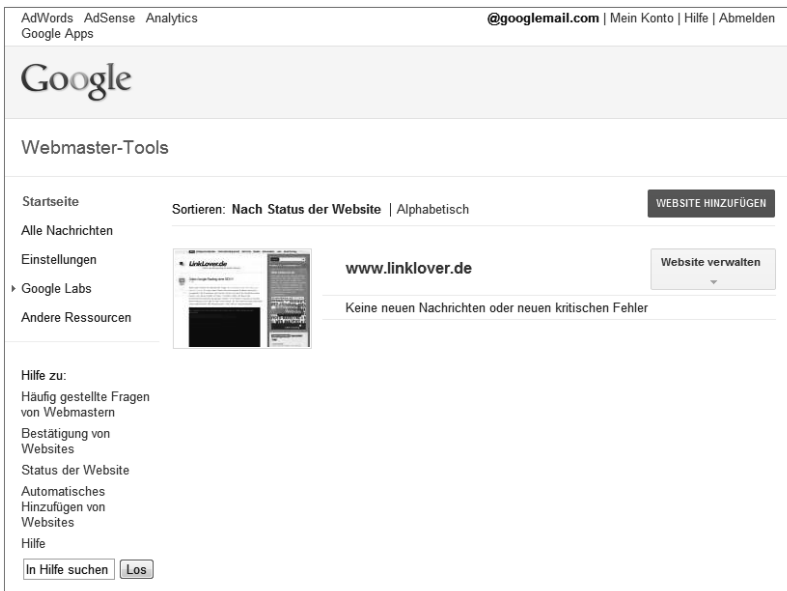 AdWords AdSense Analytics
Google Apps
@googlemail.com | Mein Konto | Hilfe | Abmelden
Google
Webmaster-Tools
Startseite
Alle Nachrichten
Einstellungen
Google Labs
Andere Ressourcen
Hilfe zu:
Häufig gestellte Fragen
von Webmastern
Bestätigung von
Websites
Status der Website
Automatisches
Hinzufügen von
Websites
Hilfe
In Hilfe suchen Los
Sortieren: Nach Status der Website | Alphabetisch
WEBSITE HINZUFÜGEN
LinkLover.de
www.linklover.de
Website verwalten
Keine neuen Nachrichten oder neuen kritischen Fehler